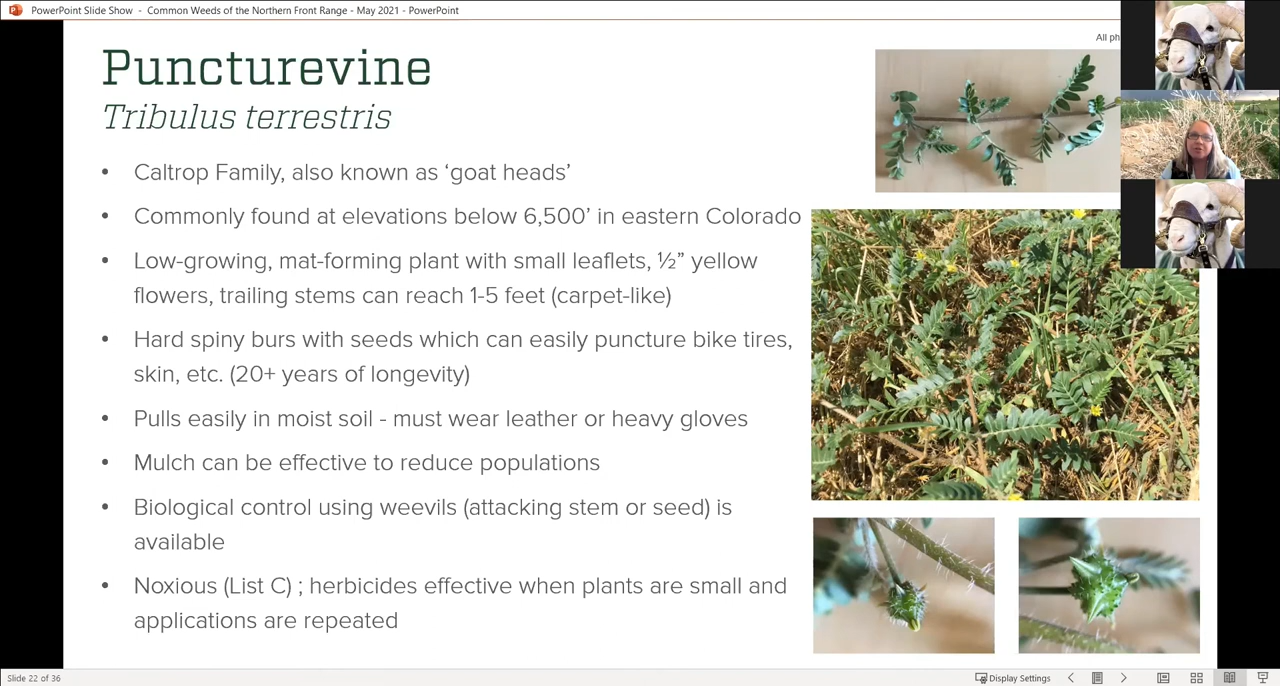 PowerPoint Slide Show - Common Weeds of the Northern Front Range - May 2021 - PowerPoint
All ph
Puncturevine
Tribulus terrestris
• Caltrop Family, also known as ‘goat heads’
• Commonly found at elevations below 6,500’ in eastern Colorado
• Low-growing, mat-forming plant with small leaflets, ½” yellow
flowers, trailing stems can reach 1-5 feet (carpet-like)
• Hard spiny burs with seeds which can easily puncture bike tires,
skin, etc. (20+ years of longevity)
• Pulls easily in moist soil - must wear leather or heavy gloves
• Mulch can be effective to reduce populations
• Biological control using weevils (attacking stem or seed) is
available
• Noxious (List C) ; herbicides effective when plants are small and
applications are repeated
Slide 22 of 36
Display Settings